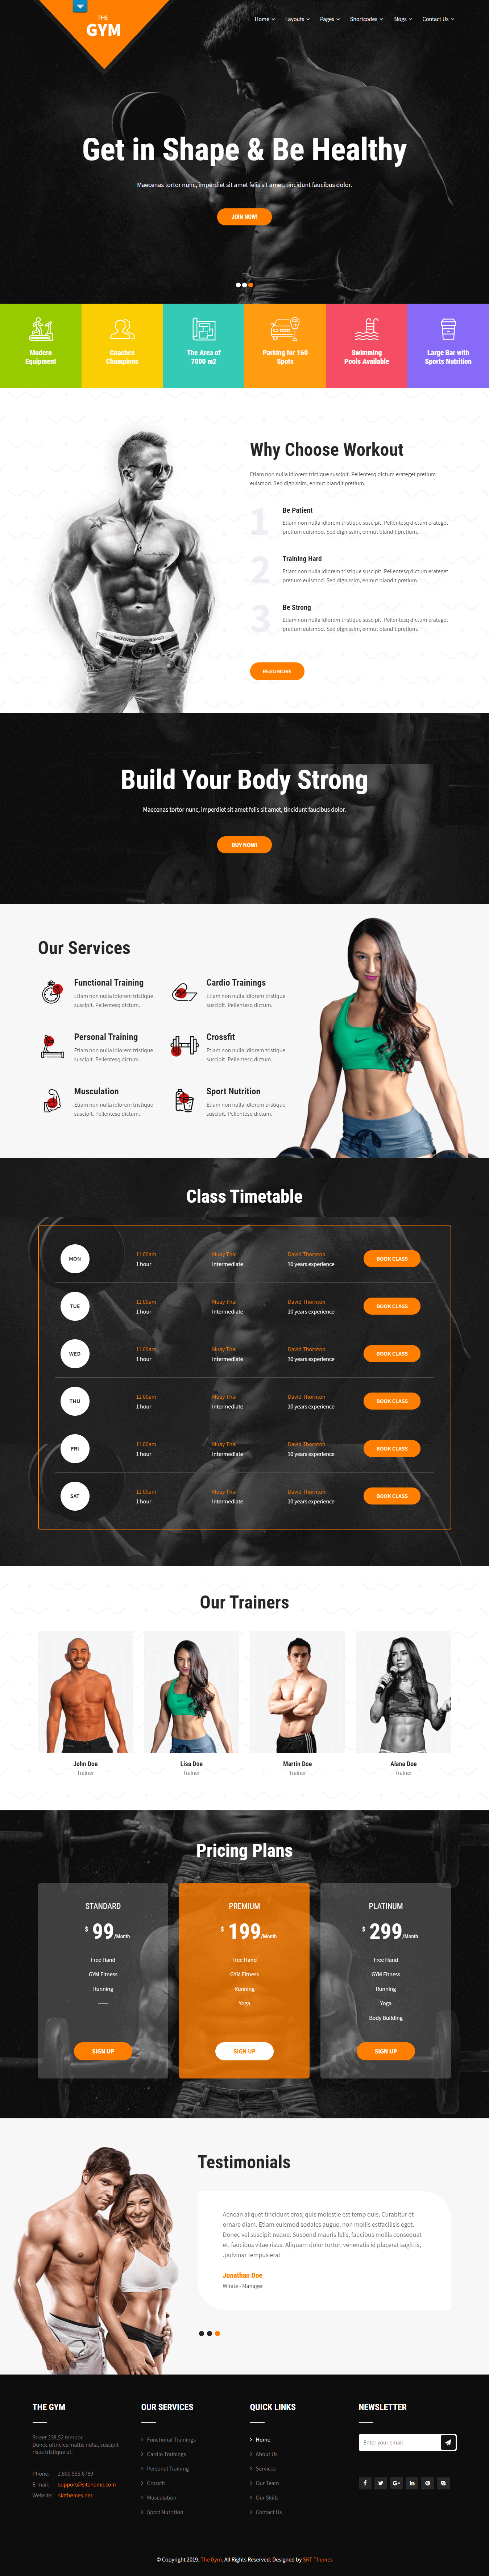 THE
GYM
Home Layouts Pages Shortcodes Blogs Contact Us
Get in Shape & Be Healthy
Maecenas tortor nunc, imperdiet sit amet felis sit amet, tincidunt faucibus dolor.
JOIN NOW!
Modern
Equipment
Coaches
Champions
The Area of
7000 m2
Parking for 160
Spots
Swimming
Pools Available
Large Bar with
Sports Nutrition
Why Choose Workout
Etiam non nulla idlorem tristique suscipit. Pellentesq dictum erateget pretium
euismod. Sed dignissim, enmut blandit pretium.
1
Be Patient
Etiam non nulla idlorem tristique suscipit. Pellentesq dictum erateget
pretium euismod. Sed dignissim, enmut blandit pretium.
2
Training Hard
Etiam non nulla idlorem tristique suscipit. Pellentesq dictum erateget
pretium euismod. Sed dignissim, enmut blandit pretium.
3
Be Strong
Etiam non nulla idlorem tristique suscipit. Pellentesq dictum erateget
pretium euismod. Sed dignissim, enmut blandit pretium.
READ MORE
Build Your Body Strong
Maecenas tortor nunc, imperdiet sit amet felis sit amet, tincidunt faucibus dolor.
BUY NOW!
Our Services
Functional Training
Etiam non nulla idlorem tristique
suscipit. Pellentesq dictum.
Cardio Trainings
Etiam non nulla idlorem tristique
suscipit. Pellentesq dictum.
Personal Training
Etiam non nulla idlorem tristique
suscipit. Pellentesq dictum.
Crossfit
Etiam non nulla idlorem tristique
suscipit. Pellentesq dictum.
Musculation
Etiam non nulla idlorem tristique
suscipit. Pellentesq dictum.
Sport Nutrition
Etiam non nulla idlorem tristique
suscipit. Pellentesq dictum.
Class Timetable
MON
11.00am Muay Thai David Thornton
1 hour Intermediate 10 years experience
BOOK CLASS
TUE
11.00am Muay Thai David Thornton
1 hour Intermediate 10 years experience
BOOK CLASS
WED
11.00am Muay Thai David Thornton
1 hour Intermediate 10 years experience
BOOK CLASS
THU
11.00am Muay Thai David Thornton
1 hour Intermediate 10 years experience
BOOK CLASS
FRI
11.00am Muay Thai David Thornton
1 hour Intermediate 10 years experience
BOOK CLASS
SAT
11.00am Muay Thai David Thornton
1 hour Intermediate 10 years experience
BOOK CLASS
Our Trainers
John Doe
Trainer
Lisa Doe
Trainer
Martin Doe
Trainer
Alana Doe
Trainer
Pricing Plans
STANDARD
$ 99/Month
Free Hand
GYM Fitness
Running
SIGN UP
PREMIUM
$ 199/Month
Free Hand
GYM Fitness
Running
Yoga
SIGN UP
PLATINUM
$ 299/Month
Free Hand
GYM Fitness
Running
Yoga
Body Building
SIGN UP
Testimonials
Aenean aliquet tincidunt eros, quis molestie est temp quis. Curabitur et
ornare diam. Etiam euismod sodales augue, non mollis estfacilisis eget.
Donec vel suscipit neque. Suspend mauris felis, faucibus mollis consequat
et, faucibus vitae risus. Aliquam dolor tortor, venenatis id placerat sagittis,
.pulvinar tempus erat
Jonathan Doe
Wirate - Manager
THE GYM
Street 238,52 tempor
Donec ultricies mattis nulla, suscipit
risus tristique ut.
Phone: 1.800.555.6789
E-mail: support@sitename.com
Website: sktthemes.net
OUR SERVICES
Functional Trainings
Cardio Trainings
Personal Training
Crossfit
Musculation
Sport Nutrition
QUICK LINKS
Home
About Us
Services
Our Team
Our Skills
Contact Us
NEWSLETTER
Enter your email
© Copyright 2019. The Gym. All Rights Reserved. Designed by SKT Themes